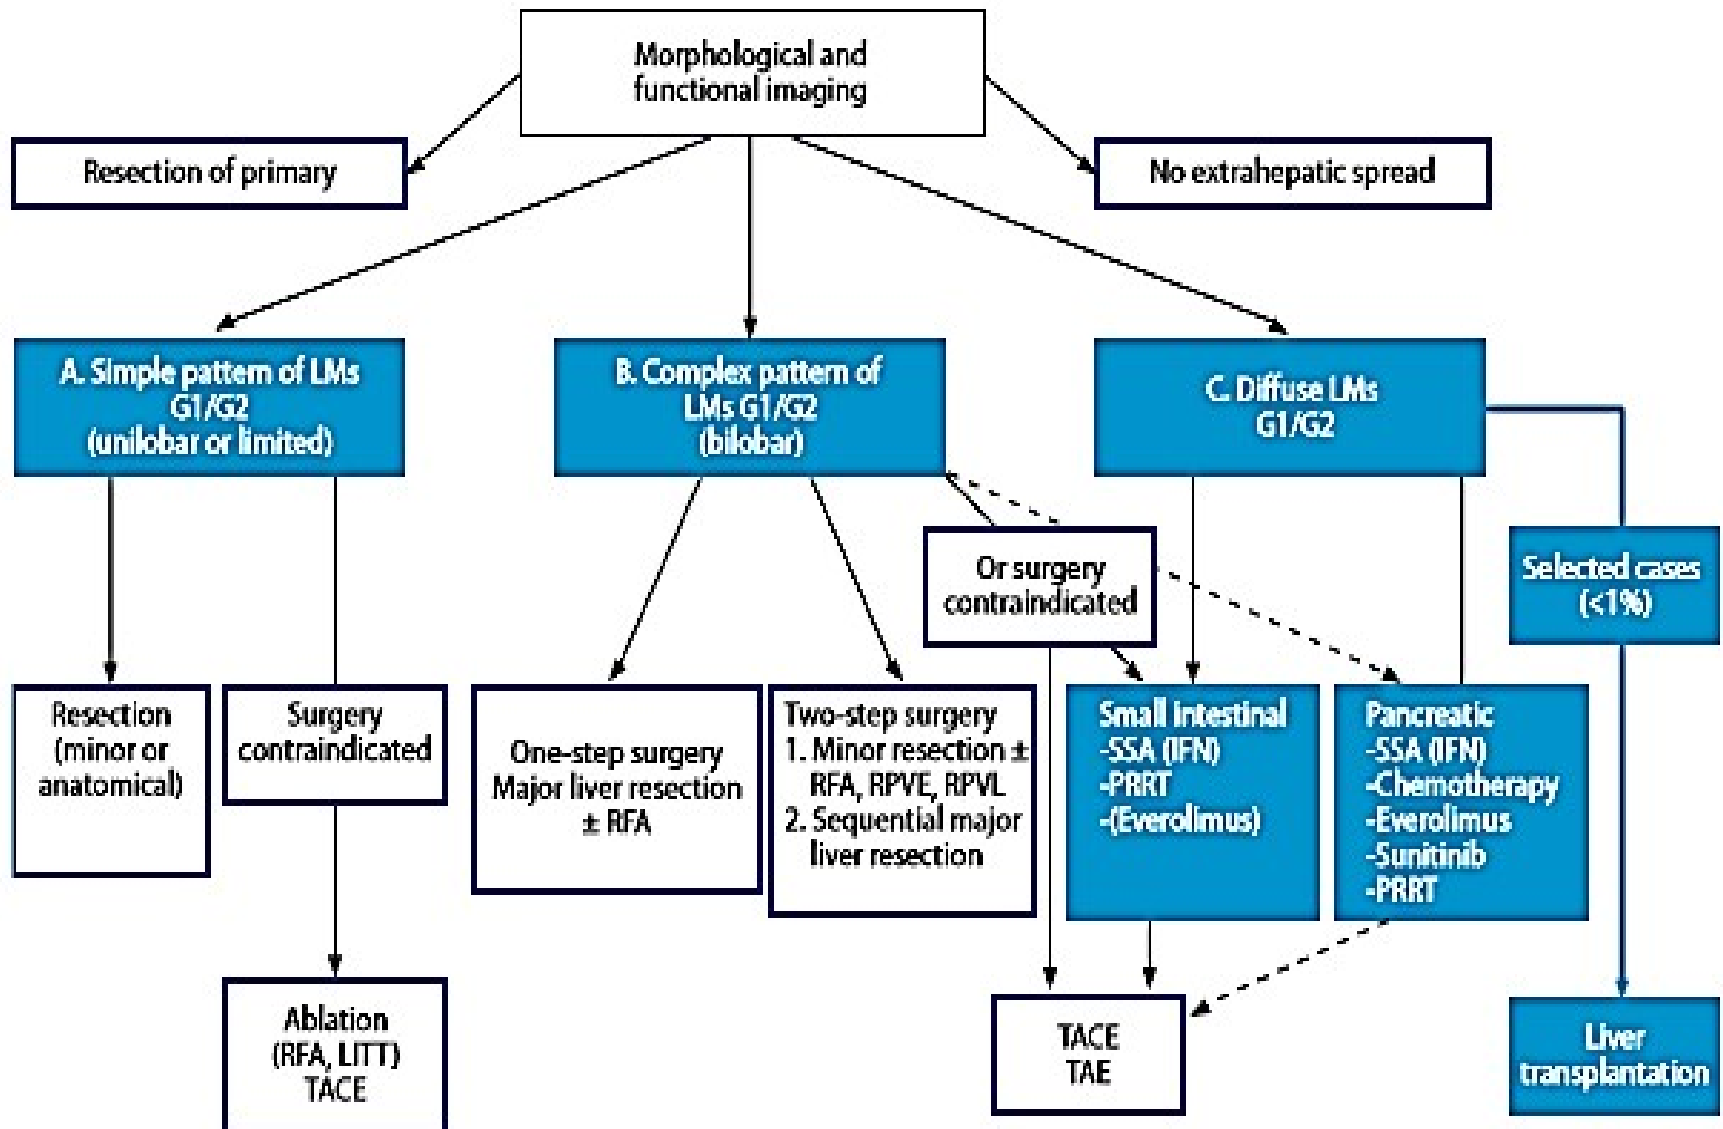 Morphological and
functional imaging
Resection of primary
No extrahepatic spread
A. Simple pattern of LMs
G1/G2
(unilobar or limited)
B. Complex pattern of
LMs G1/G2
(bilobar)
C. Diffuse LMs
G1/G2
Or surgery
contraindicated
Selected cases
(<1%)
Resection
(minor or
anatomical)
Surgery
contraindicated
One-step surgery
Major liver resection
± RFA
Two-step surgery
1. Minor resection ±
RFA, RPVE, RPVL
2. Sequential major
liver resection
Small intestinal
-SSA (IFN)
-PRRT
-(Everolimus)
Pancreatic
-SSA (IFN)
-Chemotherapy
-Everolimus
-Sunitinib
-PRRT
Ablation
(RFA, LITT)
TACE
TACE
TAE
Liver
transplantation